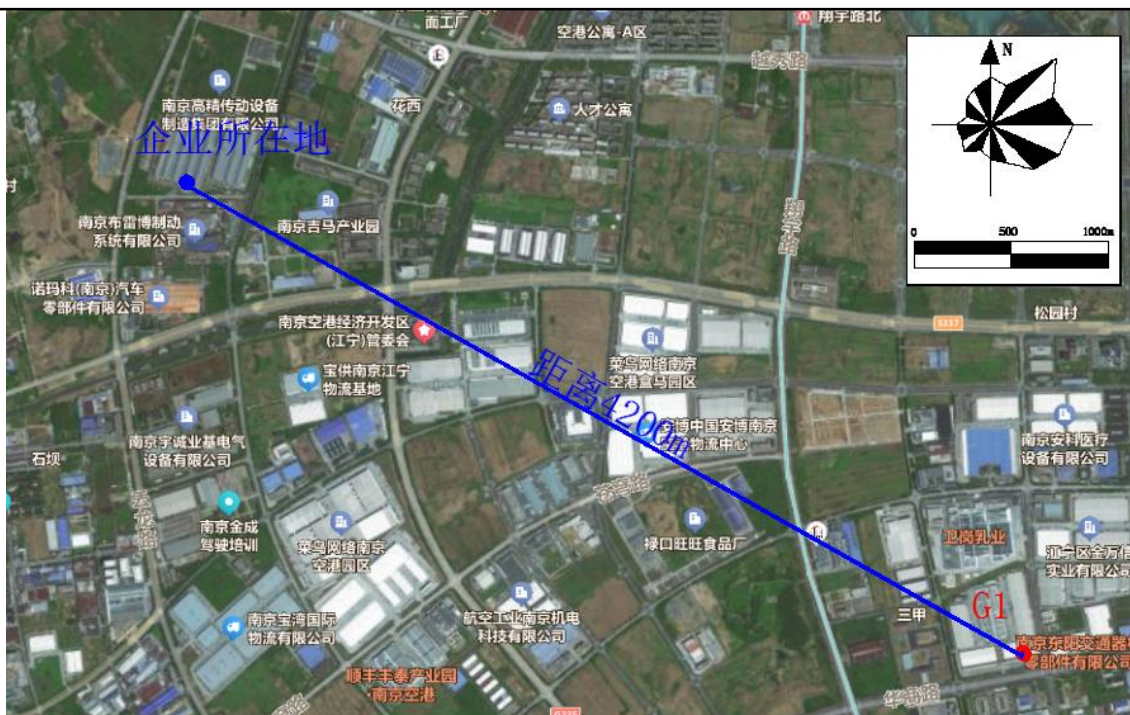 面工厂
空港公寓-A区
翔宇路北
越秀路
N
南京高精传动设备
制造集团有限公司
花西
人才公寓
企业所在地
0 500 1000m
村
南京布雷博制动
系统有限公司
南京吉马产业园
翔宇路
诺玛科(南京)汽车
零部件有限公司
南京空港经济开发区
(江宁)管委会
S337
松园村
宝供南京江宁
物流基地
距离4200m
菜鸟网络南京
空港盒马园区
安博中国安博南京
物流中心
南京宇诚业基电气
设备有限公司
石坝
南京安科医疗
设备有限公司
南京金成
驾驶培训
菜鸟网络南京
空港园区
禄口旺旺食品厂
卫岗乳业
江宁区金万信
实业有限公司
南京宝湾国际
物流有限公司
航空工业南京机电
科技有限公司
三甲
G1
顺丰丰泰产业园
·南京空港
南京东阳交通器材
零部件有限公司
华商路